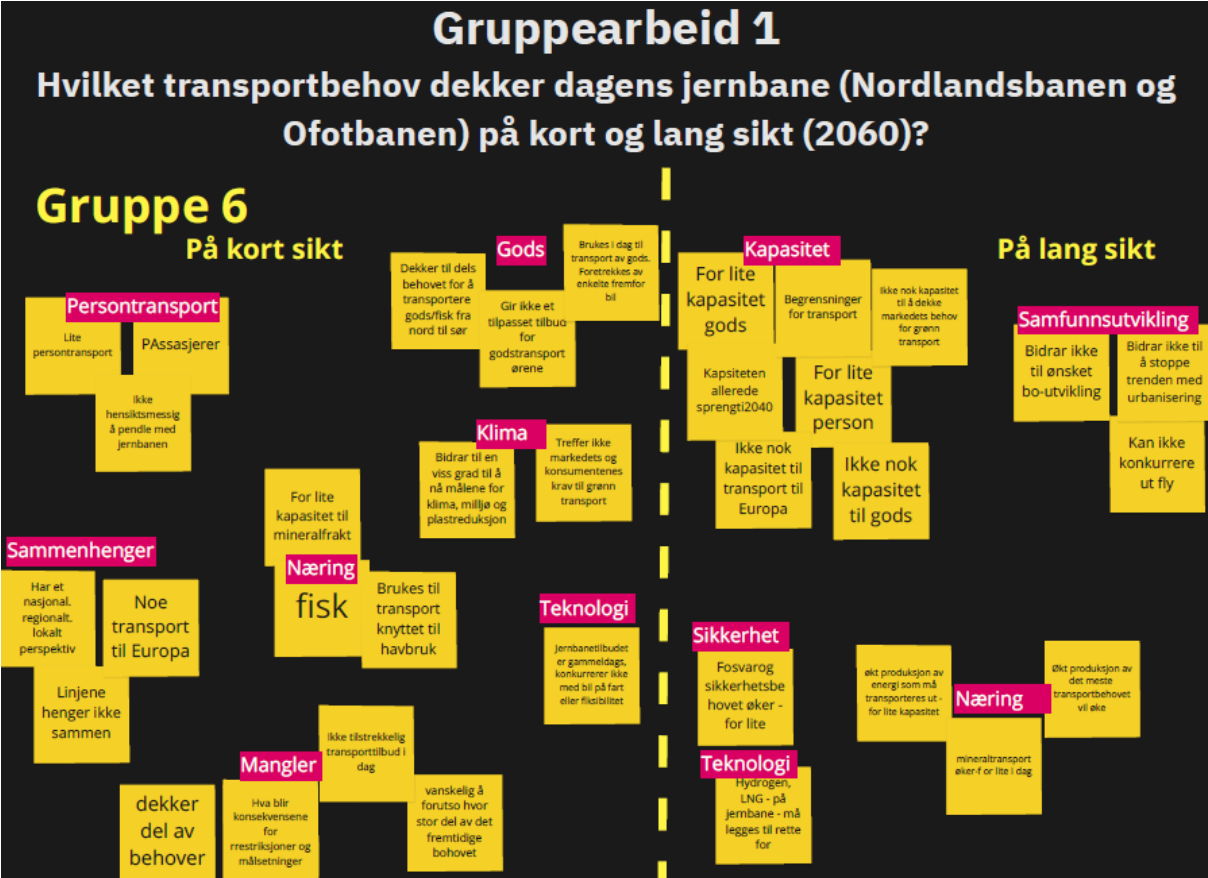 Gruppearbeid 1
Hvilket transportbehov dekker dagens jernbane (Nordlandsbanen og
Ofotbanen) på kort og lang sikt (2060)?
Gruppe 6
På kort sikt
Persontransport
Lite
persontransport
PAssasjerer
Ikke
hensiktsmessig
å pendle med
jernbanen
Gods
Dekker til dels
behovet for å
transportere
gods/fisk fra
nord til sør
Gir ikke et
tilpasset tilbud
for
godstransport
ørene
Brukes i dag til
transport av gods.
Foretrekkes av
enkelte fremfor
bil
Klima
Bidrar til en
viss grad til å
nå målene for
klima, milljø og
plastreduksjon
Treffer ikke
markedets og
konsumentenes
krav til grønn
transport
For lite
kapasitet til
mineralfrakt
Næring
fisk
Brukes til
transport
knyttet til
havbruk
Sammenhenger
Har et
nasjonal.
regionalt.
lokalt
perspektiv
Noe
transport
til Europa
Linjene
henger ikke
sammen
Teknologi
Jernbanetilbudet
er gammeldags,
konkurrerer ikke
med bil på fart
eller fiksibilitet
Mangler
Ikke tilstrekkelig
transporttilbud i
dag
dekker
del av
behover
Hva blir
konsekvensene
for
rrestriksjoner og
målsetninger
vanskelig å
forutso hvor
stor del av det
fremtidige
bohovet
På lang sikt
Kapasitet
For lite
kapasitet
gods
Begrensninger
for transport
Ikke nok kapasitet
til å dekke
markedets behov
for grønn
transport
Kapsiteten
allerede
sprengti2040
For lite
kapasitet
person
Ikke nok
kapasitet til
transport til
Europa
Ikke nok
kapasitet
til gods
Samfunnsutvikling
Bidrar ikke
til ønsket
bo-utvikling
Bidrar ikke til
å stoppe
trenden med
urbanisering
Kan ikke
konkurrere
ut fly
Sikkerhet
Fosvarog
sikkerhetsbe
hovet øker -
for lite
Teknologi
Hydrogen,
LNG - på
jernbane - må
legges til rette
for
Næring
økt produksjon av
energi som må
transporteres ut -
for lite kapasitet
Økt produksjon av
det meste
transportbehovet
vil øke
mineraltransport
øker-f or lite i dag